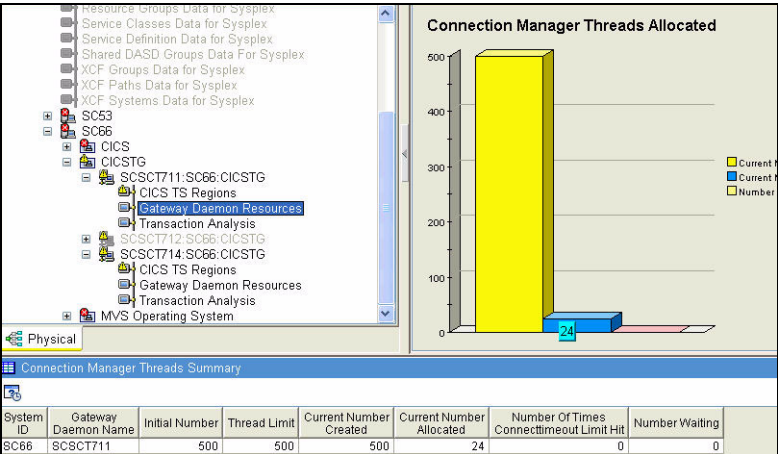 Resource Groups Data for Sysplex
Service Classes Data for Sysplex
Service Definition Data for Sysplex
Shared DASD Groups Data For Sysplex
XCF Groups Data for Sysplex
XCF Paths Data for Sysplex
XCF Systems Data for Sysplex
SC53
SC66
CICS
CICSTG
SCSCT711:SC66:CICSTG
CICS TS Regions
Gateway Daemon Resources
Transaction Analysis
SCSCT712:SC66:CICSTG
SCSCT714:SC66:CICSTG
CICS TS Regions
Gateway Daemon Resources
Transaction Analysis
MVS Operating System
Physical
Connection Manager Threads Allocated
500
400
300
200
100
0
24
Current
Current
Number
Connection Manager Threads Summary
System ID Gateway Daemon Name Initial Number Thread Limit Current Number Created Current Number Allocated Number Of Times Connecttimeout Limit Hit Number Waiting
SC66 SCSCT711 500 500 500 24 0 0